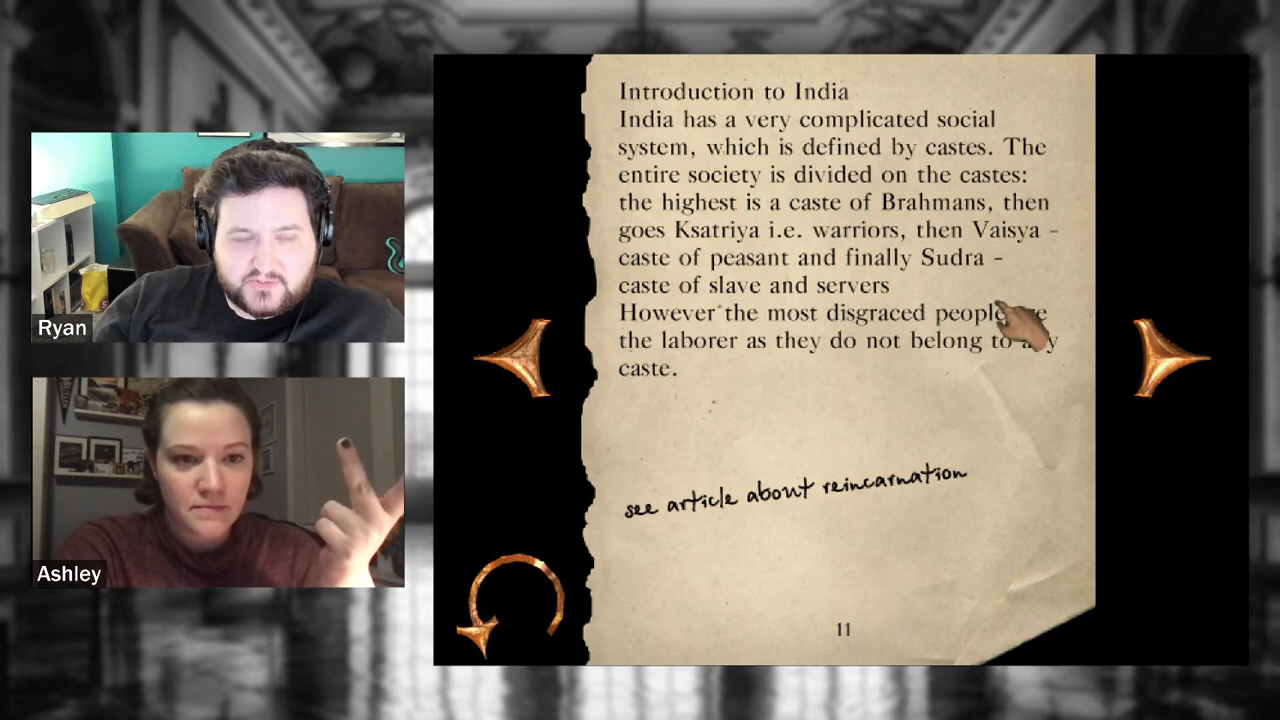 Introduction to India
India has a very complicated social
system, which is defined by castes. The
entire society is divided on the castes:
the highest is a caste of Brahmans, then
goes Ksatriya i.e. warriors, then Vaisya -
caste of peasant and finally Sudra -
caste of slave and servers
However the most disgraced people
the laborer as they do not belong to
caste.
see article about reincarnation
11
Ryan
Ashley